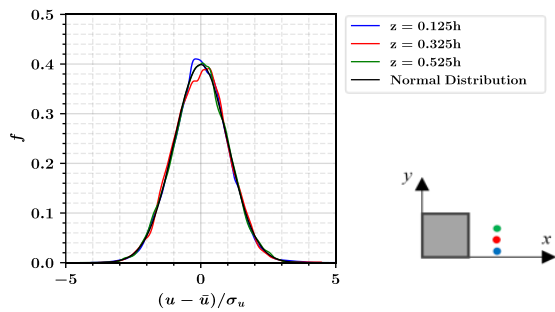 0.5
0.4
0.3
0.2
0.1
0.0
f
−5
0
5
(u − ū)/σᵤ
z = 0.125h
z = 0.325h
z = 0.525h
Normal Distribution
y
x